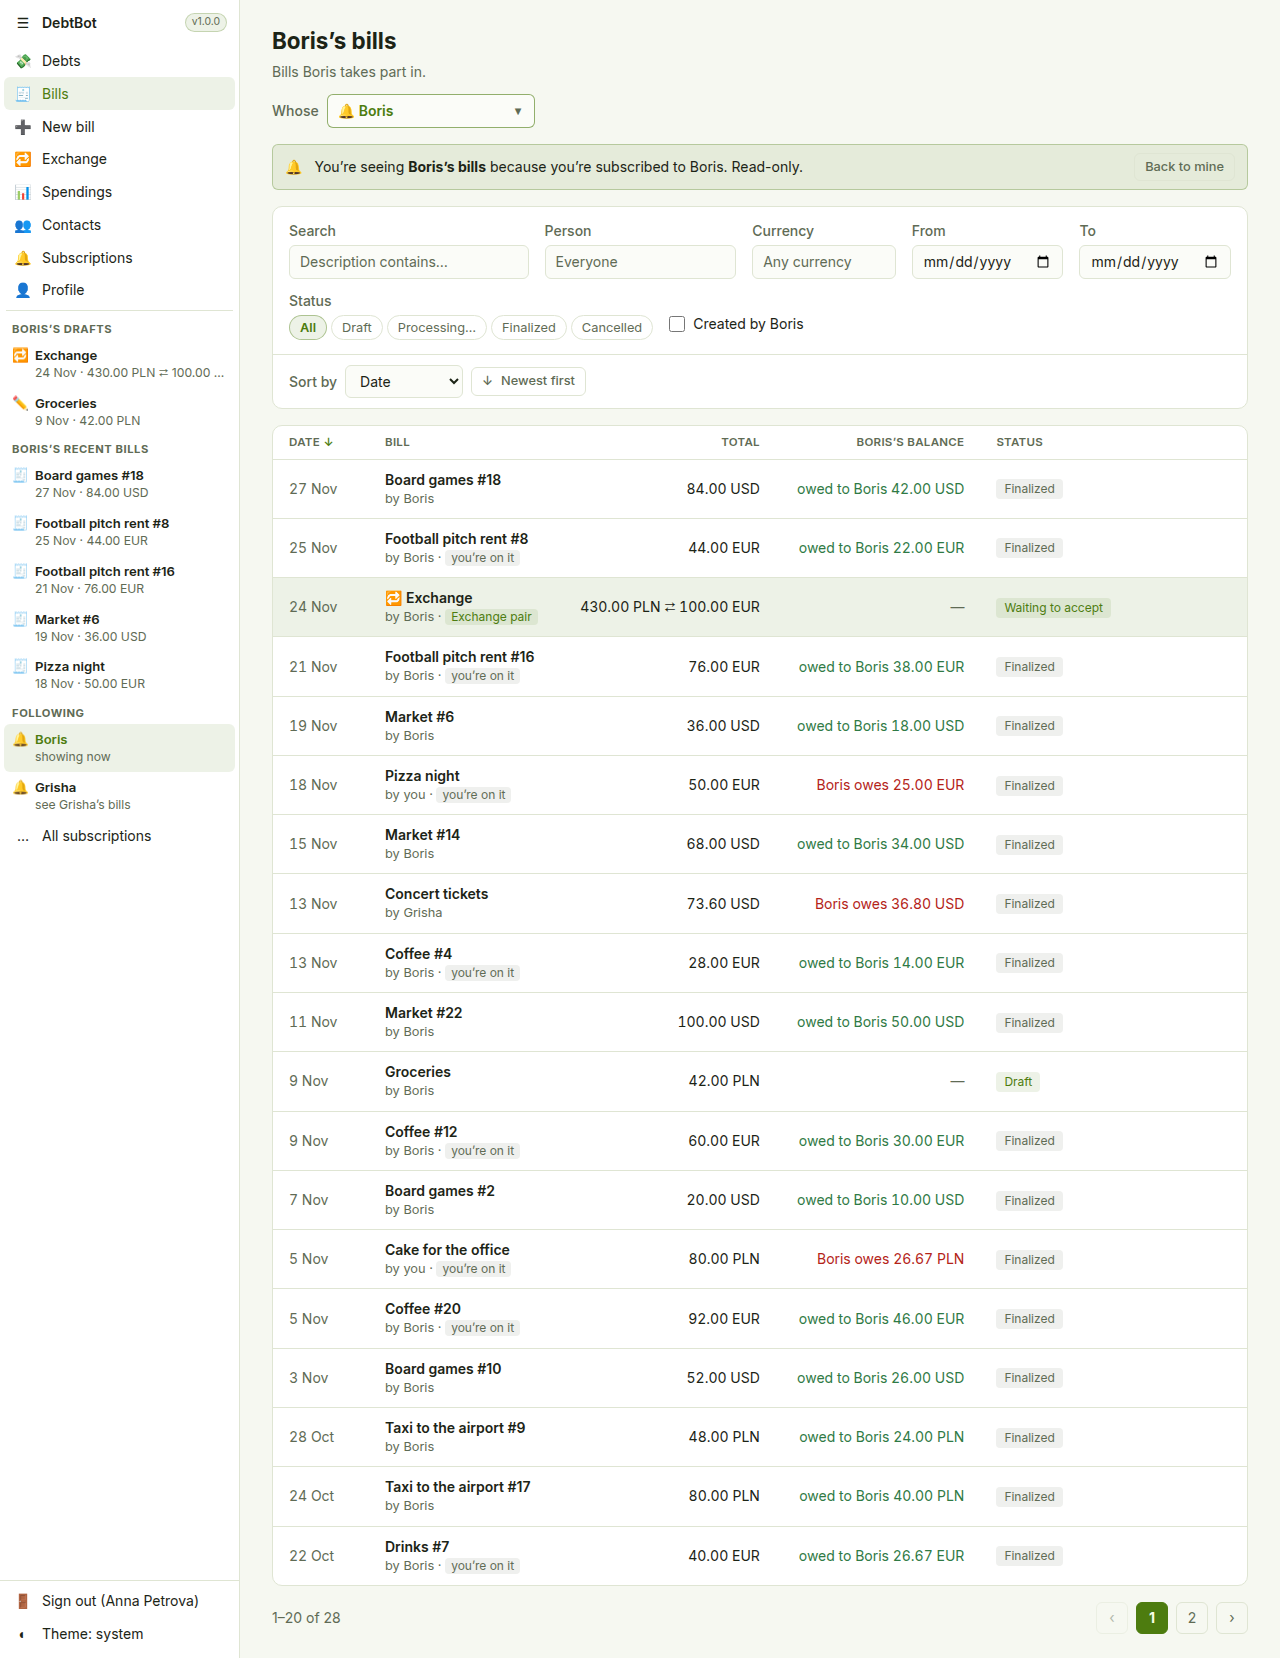 DebtBot v1.0.0
Debts
Bills
New bill
Exchange
Spendings
Contacts
Subscriptions
Profile
BORIS'S DRAFTS
Exchange
24 Nov · 430.00 PLN ⇄ 100.00 ...
Groceries
9 Nov · 42.00 PLN
BORIS'S RECENT BILLS
Board games #18
27 Nov · 84.00 USD
Football pitch rent #8
25 Nov · 44.00 EUR
Football pitch rent #16
21 Nov · 76.00 EUR
Market #6
19 Nov · 36.00 USD
Pizza night
18 Nov · 50.00 EUR
FOLLOWING
Boris
showing now
Grisha
see Grisha's bills
... All subscriptions
Sign out (Anna Petrova)
Theme: system
Boris's bills
Bills Boris takes part in.
Whose Boris
You're seeing Boris's bills because you're subscribed to Boris. Read-only. Back to mine
Search Person Currency From To
Description contains... Everyone Any currency mm/dd/yyyy mm/dd/yyyy
Status
All Draft Processing... Finalized Cancelled Created by Boris
Sort by Date ↓ Newest first
DATE ↓ BILL TOTAL BORIS'S BALANCE STATUS
27 Nov Board games #18 84.00 USD owed to Boris 42.00 USD Finalized
by Boris
25 Nov Football pitch rent #8 44.00 EUR owed to Boris 22.00 EUR Finalized
by Boris · you're on it
24 Nov Exchange 430.00 PLN ⇄ 100.00 EUR — Waiting to accept
by Boris · Exchange pair
21 Nov Football pitch rent #16 76.00 EUR owed to Boris 38.00 EUR Finalized
by Boris · you're on it
19 Nov Market #6 36.00 USD owed to Boris 18.00 USD Finalized
by Boris
18 Nov Pizza night 50.00 EUR Boris owes 25.00 EUR Finalized
by you · you're on it
15 Nov Market #14 68.00 USD owed to Boris 34.00 USD Finalized
by Boris
13 Nov Concert tickets 73.60 USD Boris owes 36.80 USD Finalized
by Grisha
13 Nov Coffee #4 28.00 EUR owed to Boris 14.00 EUR Finalized
by Boris · you're on it
11 Nov Market #22 100.00 USD owed to Boris 50.00 USD Finalized
by Boris
9 Nov Groceries 42.00 PLN — Draft
by Boris
9 Nov Coffee #12 60.00 EUR owed to Boris 30.00 EUR Finalized
by Boris · you're on it
7 Nov Board games #2 20.00 USD owed to Boris 10.00 USD Finalized
by Boris
5 Nov Cake for the office 80.00 PLN Boris owes 26.67 PLN Finalized
by you · you're on it
5 Nov Coffee #20 92.00 EUR owed to Boris 46.00 EUR Finalized
by Boris · you're on it
3 Nov Board games #10 52.00 USD owed to Boris 26.00 USD Finalized
by Boris
28 Oct Taxi to the airport #9 48.00 PLN owed to Boris 24.00 PLN Finalized
by Boris
24 Oct Taxi to the airport #17 80.00 PLN owed to Boris 40.00 PLN Finalized
by Boris
22 Oct Drinks #7 40.00 EUR owed to Boris 26.67 EUR Finalized
by Boris · you're on it
1–20 of 28 ‹ 1 2 ›